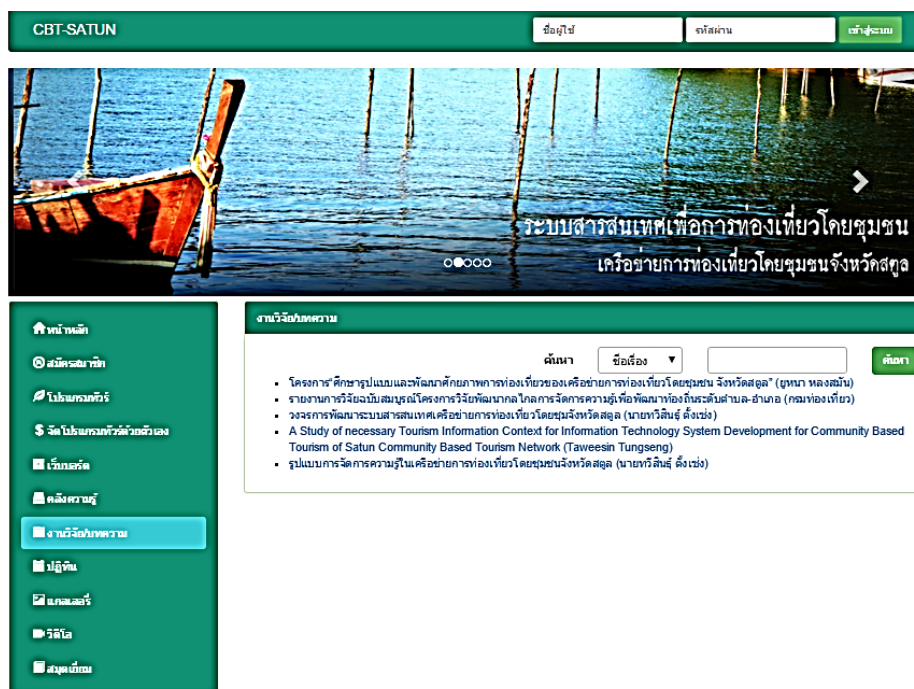 CBT-SATUN
ชื่อผู้ใช้
รหัสผ่าน
เข้าสู่ระบบ
ระบบสารสนเทศเพื่อการท่องเที่ยวโดยชุมชน
เครือข่ายการท่องเที่ยวโดยชุมชนจังหวัดสตูล
หน้าหลัก
สมัครสมาชิก
โปรแกรมทัวร์
จัดโปรแกรมทัวร์ด้วยตัวเอง
เว็บบอร์ด
คลังความรู้
งานวิจัย/บทความ
ปฏิทิน
แกลเลอรี่
วิดีโอ
สมุดเยี่ยม
งานวิจัย/บทความ
ค้นหา ชื่อเรื่อง ค้นหา
โครงการ"ศึกษารูปแบบและพัฒนาศักยภาพการท่องเที่ยวของเครือข่ายการท่องเที่ยวโดยชุมชน จังหวัดสตูล" (ยุหนา หลงสมัน)
รายงานการวิจัยฉบับสมบูรณ์โครงการวิจัยพัฒนากลไกลการจัดการความรู้เพื่อพัฒนาท้องถิ่นระดับตำบล-อำเภอ (กรมท่องเที่ยว)
วงจรการพัฒนาระบบสารสนเทศเครือข่ายการท่องเที่ยวโดยชุมจังหวัดสตูล (นายทวีสินธุ์ ตั้งเซ่ง)
A Study of necessary Tourism Information Context for Information Technology System Development for Community Based
Tourism of Satun Community Based Tourism Network (Taweesin Tungseng)
รูปแบบการจัดการความรู้ในเครือข่ายการท่องเที่ยวโดยชุมชนจังหวัดสตูล (นายทวีสินธุ์ ตั้งเซ่ง)